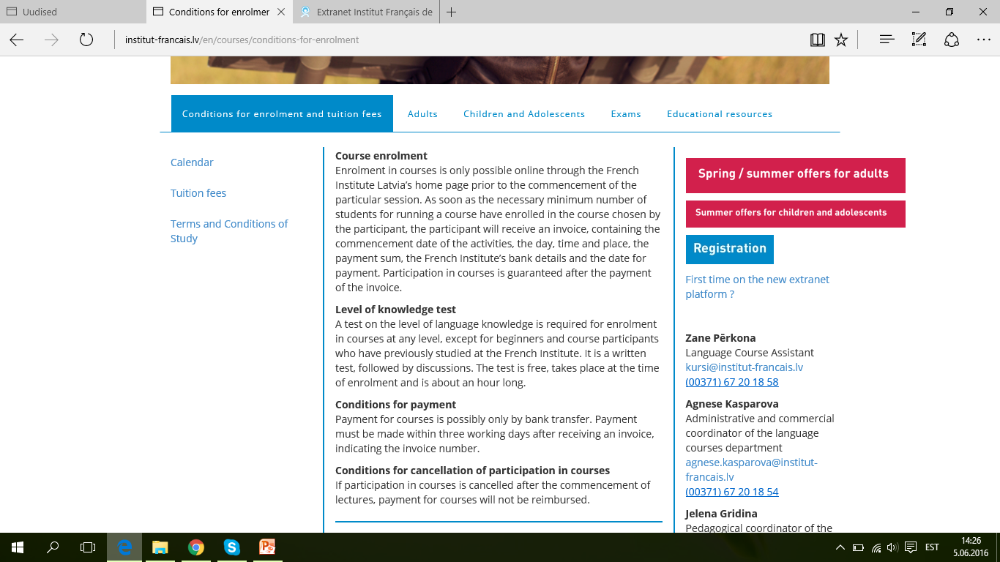 Uudised
Conditions for enrolmer
Extranet Institut Français de
institut-francais.lv/en/courses/conditions-for-enrolment
Conditions for enrolment and tuition fees
Adults
Children and Adolescents
Exams
Educational resources
Calendar
Tuition fees
Terms and Conditions of
Study
Course enrolment
Enrolment in courses is only possible online through the French
Institute Latvia's home page prior to the commencement of the
particular session. As soon as the necessary minimum number of
students for running a course have enrolled in the course chosen by
the participant, the participant will receive an invoice, containing the
commencement date of the activities, the day, time and place, the
payment sum, the French Institute's bank details and the date for
payment. Participation in courses is guaranteed after the payment
of the invoice.
Level of knowledge test
A test on the level of language knowledge is required for enrolment
in courses at any level, except for beginners and course participants
who have previously studied at the French Institute. It is a written
test, followed by discussions. The test is free, takes place at the time
of enrolment and is about an hour long.
Conditions for payment
Payment for courses is possibly only by bank transfer. Payment
must be made within three working days after receiving an invoice,
indicating the invoice number.
Conditions for cancellation of participation in courses
If participation in courses is cancelled after the commencement of
lectures, payment for courses will not be reimbursed.
Spring / summer offers for adults
Summer offers for children and adolescents
Registration
First time on the new extranet
platform ?
Zane Pērkona
Language Course Assistant
kursi@institut-francais.lv
(00371) 67 20 18 58
Agnese Kasparova
Administrative and commercial
coordinator of the language
courses department
agnese.kasparova@institut-
francais.lv
(00371) 67 20 18 54
Jelena Gridina
Pedagogical coordinator of the
EST
14:26
5.06.2016